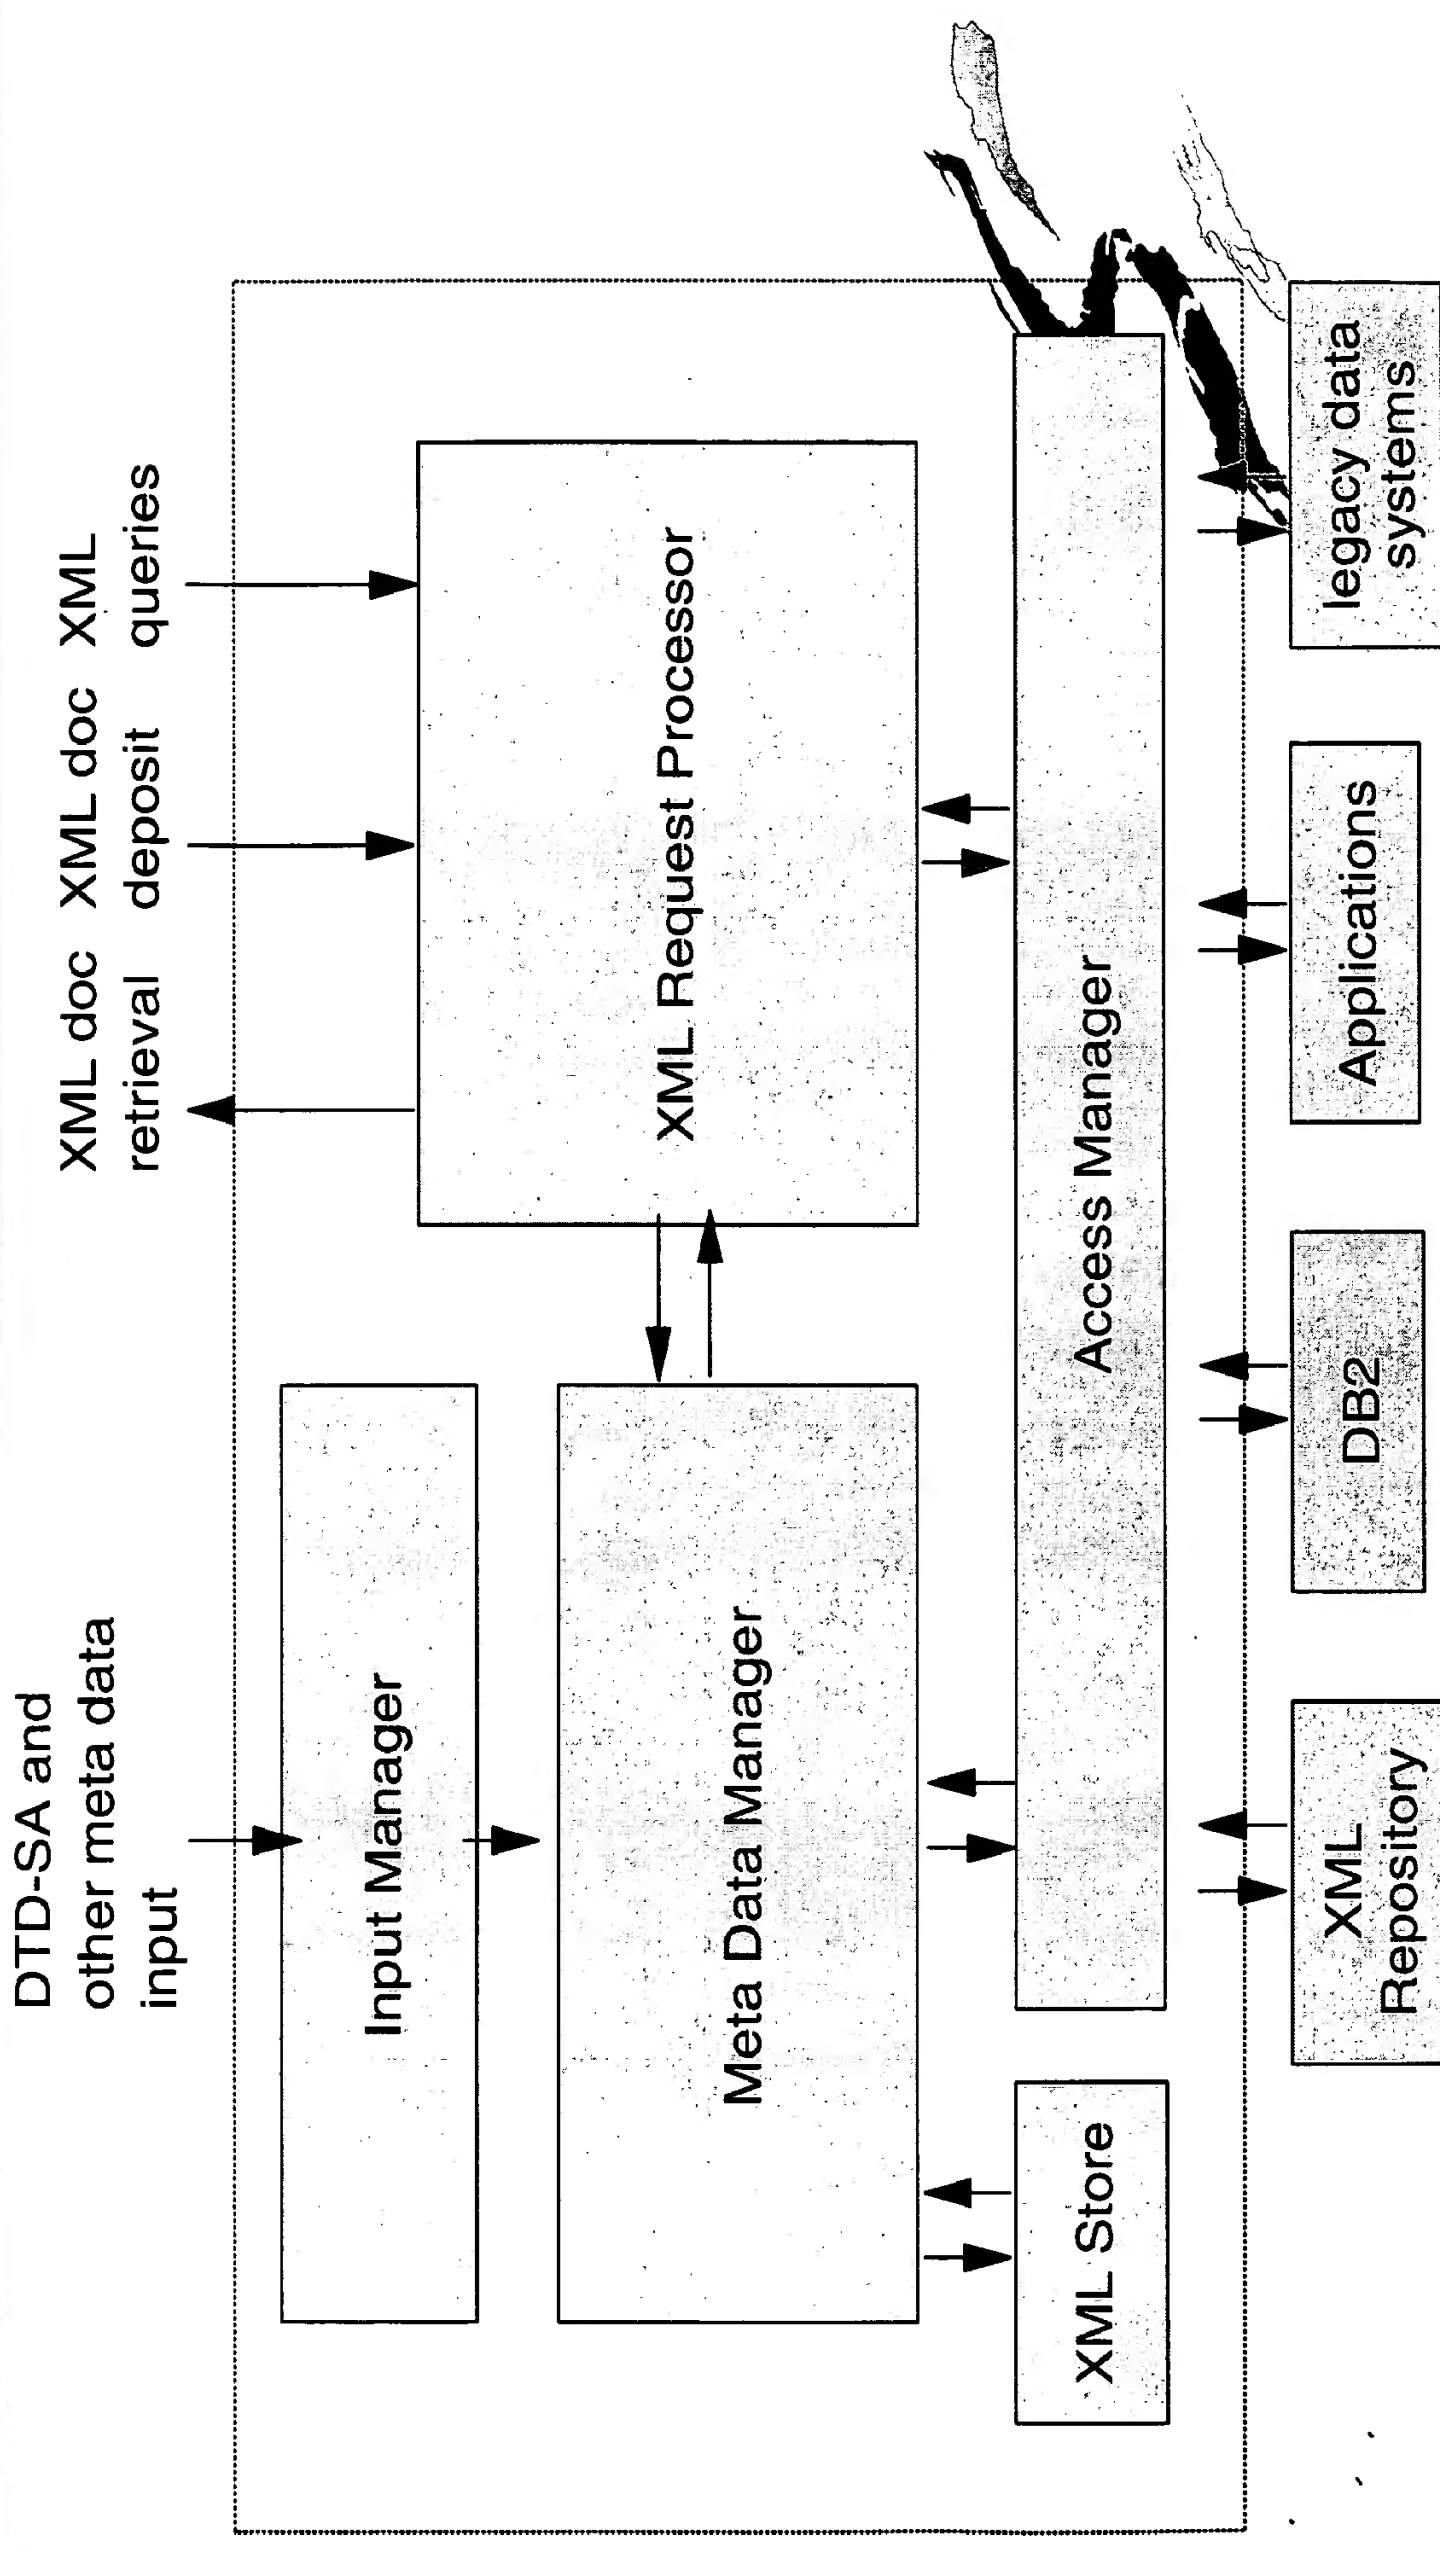 DTD-SA and
other meta data
input
XML doc
retrieval
XML doc
deposit
XML
queries
Input Manager
Meta Data Manager
XML Request Processor
XML Store
Access Manager
XML
Repository
DB2
Applications
legacy data
systems